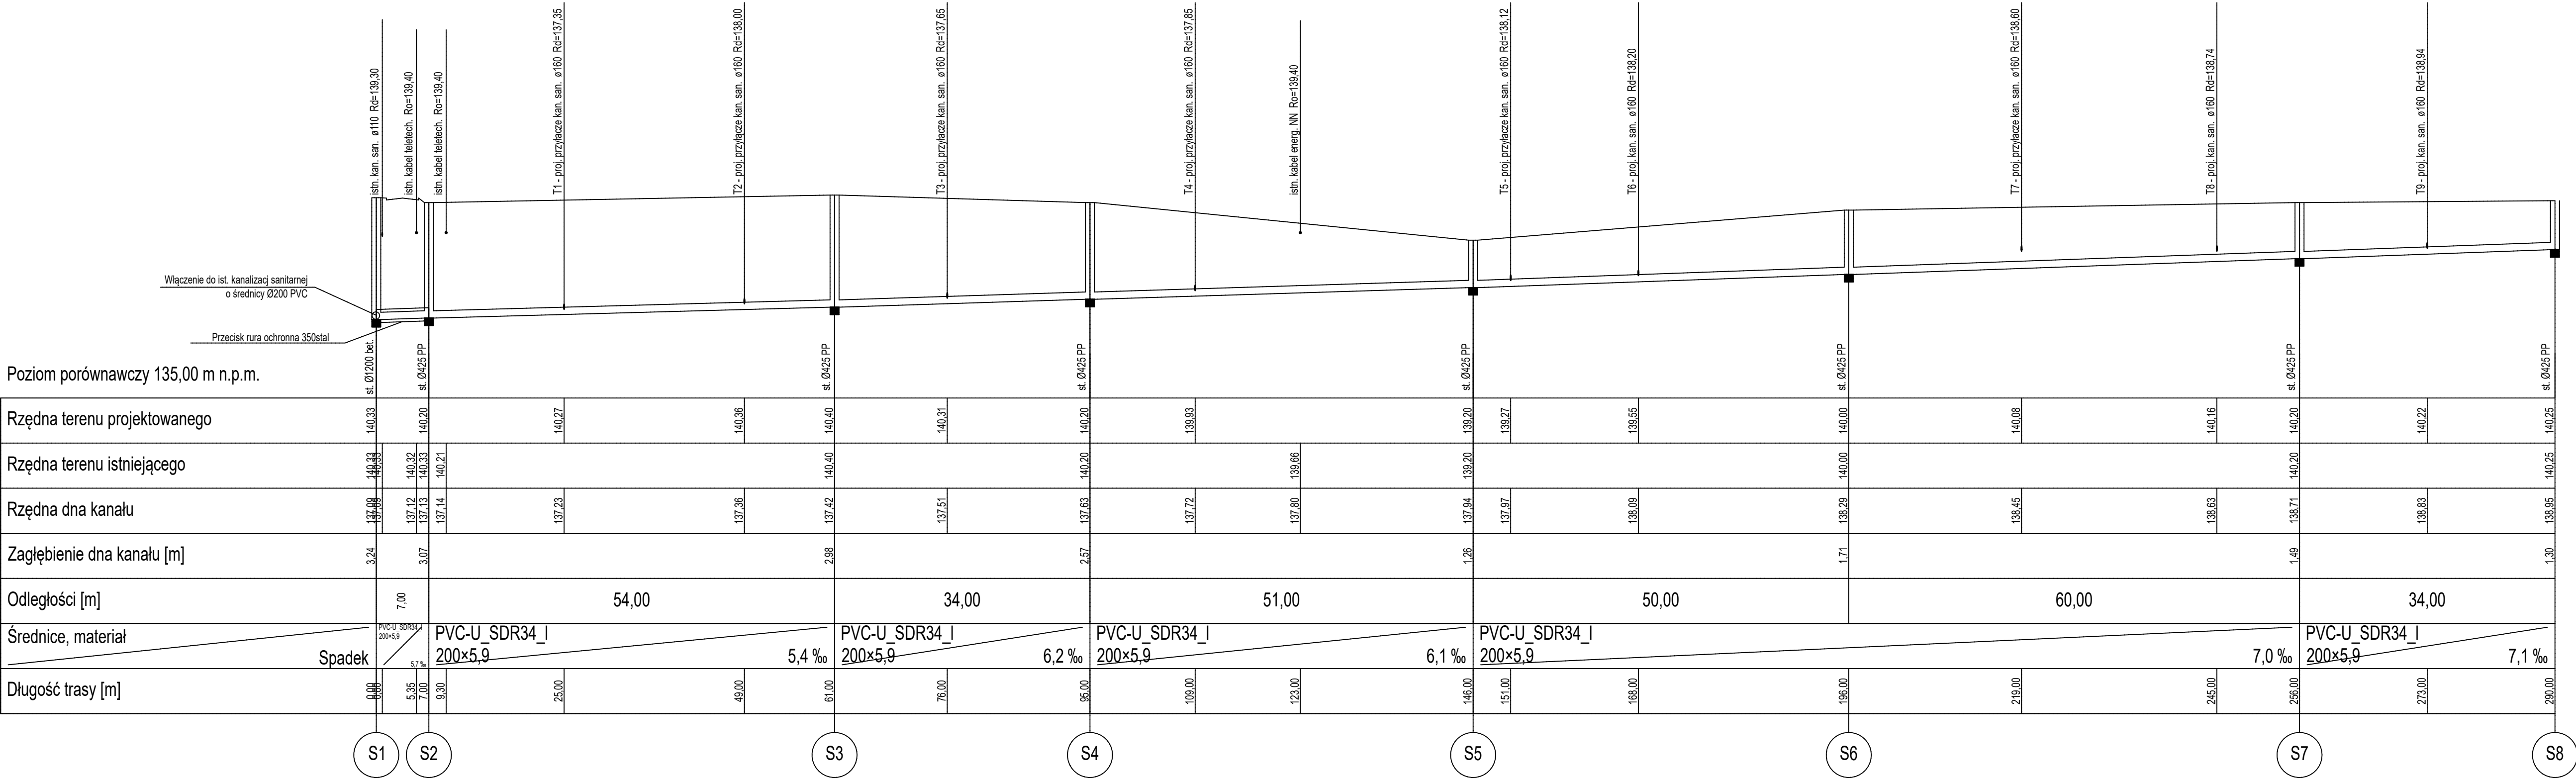 istn. kan. san. ø110 Rd=139,30
istn. kabel teletech. Ro=139,40
istn. kabel teletech. Ro=139,40
T1 - proj. przyłacze kan. san. ø160 Rd=137,35
T2 - proj. przyłącze kan. san. ø160 Rd=138,00
T3 - proj. przyłacze kan. san. ø160 Rd=137,65
T4 - proj. przyłacze kan. san. ø160 Rd=137,85
istn. kabel energ. NN Ro=139,40
T5 - proj. przyłacze kan. san. ø160 Rd=138,12
T6 - proj. kan. san. ø160 Rd=138,20
T7 - proj. przyłacze kan. san. ø160 Rd=138,60
T8 - proj. kan. san. ø160 Rd=138,74
T9 - proj. kan. san. ø160 Rd=138,94
Włączenie do ist. kanalizacj sanitarnej
o średnicy Ø200 PVC
Przecisk rura ochronna 350stal
st. Ø1200 bet.
st. Ø425 PP
st. Ø425 PP
st. Ø425 PP
st. Ø425 PP
st. Ø425 PP
st. Ø425 PP
st. Ø425 PP
Poziom porównawczy 135,00 m n.p.m.
Rzędna terenu projektowanego 140,33 140,20 140,27 140,36 140,40 140,31 140,20 139,93 139,20 139,27 139,55 140,00 140,08 140,16 140,20 140,22 140,25
Rzędna terenu istniejącego 140,33 140,33 140,32 140,33 140,21 140,40 140,20 139,66 139,20 140,00 140,20 140,25
Rzędna dna kanału 137,09 137,12 137,13 137,14 137,23 137,36 137,42 137,51 137,63 137,72 137,80 137,94 137,97 138,09 138,29 138,45 138,63 138,71 138,83 138,95
Zagłębienie dna kanału [m] 3,24 3,07 2,98 2,57 1,26 1,71 1,49 1,30
Odległości [m] 7,00 54,00 34,00 51,00 50,00 60,00 34,00
Średnice, materiał
Spadek
PVC-U_SDR34_I
200×5,9
5,7 ‰
PVC-U_SDR34_I
200×5,9 5,4 ‰
PVC-U_SDR34_I
200×5,9 6,2 ‰
PVC-U_SDR34_I
200×5,9 6,1 ‰
PVC-U_SDR34_I
200×5,9 7,0 ‰
PVC-U_SDR34_I
200×5,9 7,1 ‰
Długość trasy [m] 0,00 5,35 7,00 9,30 25,00 49,00 61,00 76,00 95,00 109,00 123,00 146,00 151,00 168,00 196,00 219,00 245,00 256,00 273,00 290,00
S1 S2 S3 S4 S5 S6 S7 S8